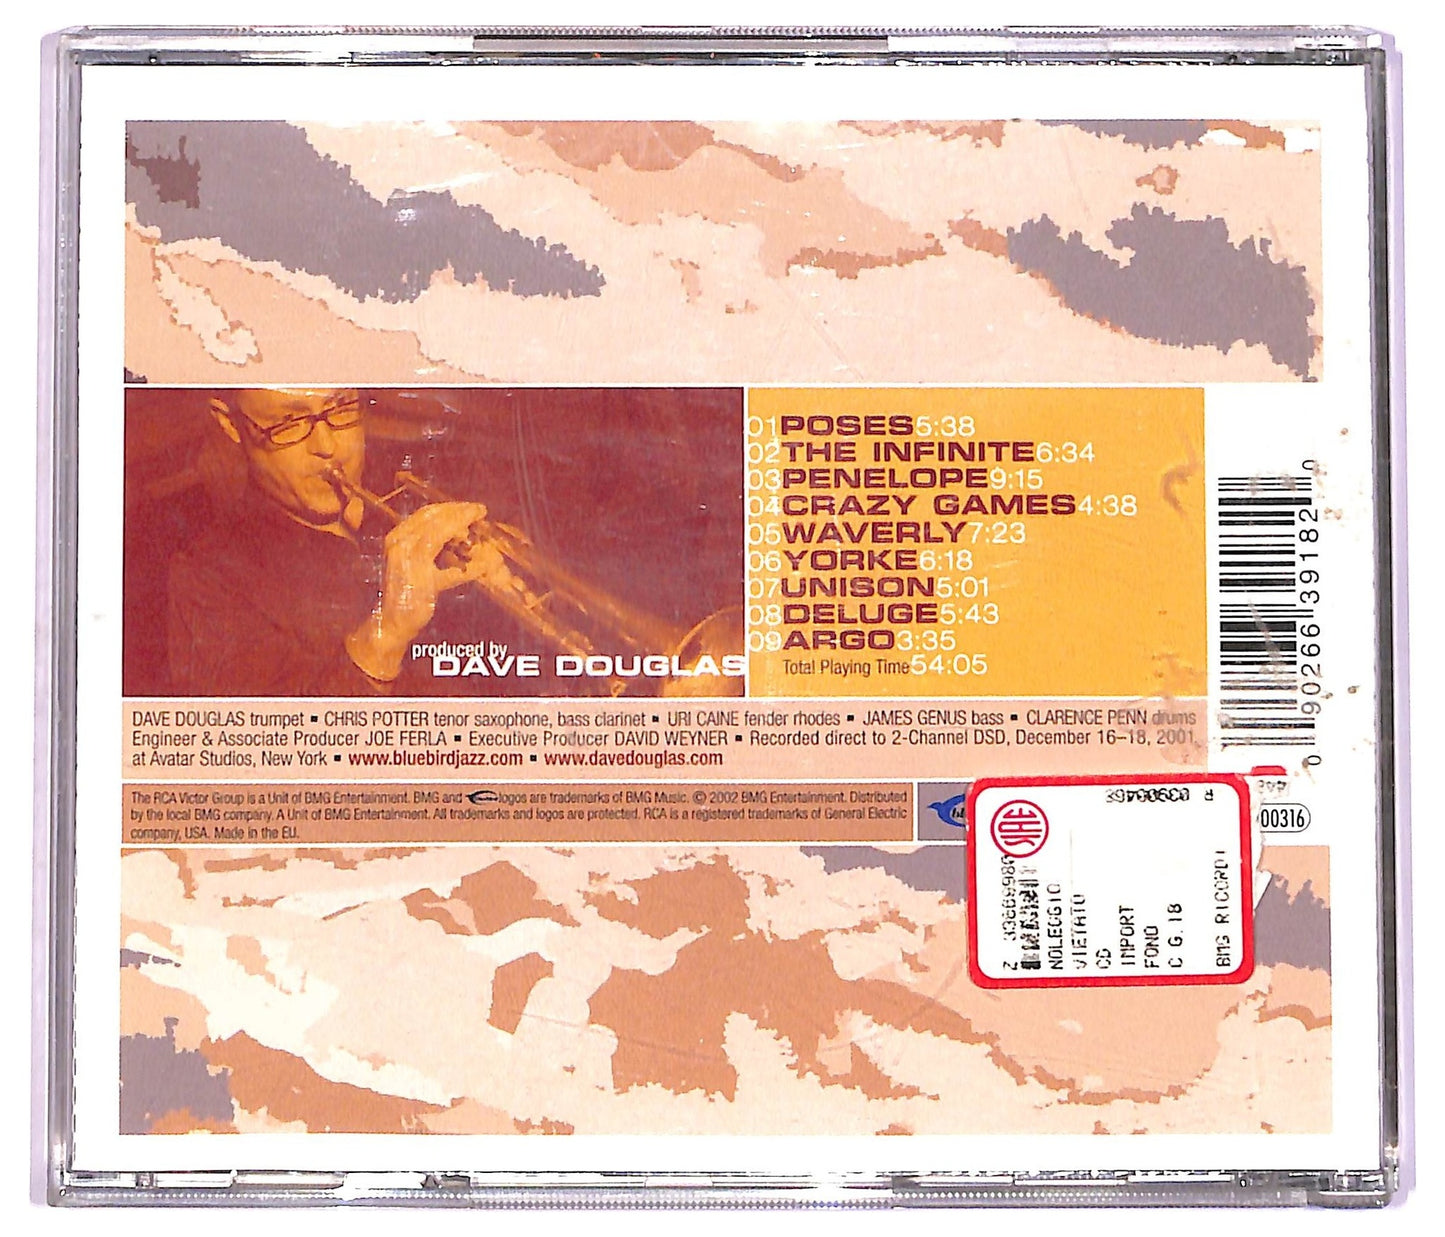 01 POSES 5:38
02 THE INFINITE 6:34
03 PENELOPE 9:15
04 CRAZY GAMES 4:38
05 WAVERLY 7:23
06 YORKE 6:18
07 UNISON 5:01
08 DELUGE 5:43
09 ARGO 3:35
Total Playing Time 54:05
produced by
DAVE DOUGLAS
DAVE DOUGLAS trumpet ▪ CHRIS POTTER tenor saxophone, bass clarinet ▪ URI CAINE fender rhodes ▪ JAMES GENUS bass ▪ CLARENCE PENN drums
Engineer & Associate Producer JOE FERLA ▪ Executive Producer DAVID WEYNER ▪ Recorded direct to 2-Channel DSD, December 16–18, 2001
at Avatar Studios, New York ▪ www.bluebirdjazz.com ▪ www.davedouglas.com
The RCA Victor Group is a Unit of BMG Entertainment. BMG and logos are trademarks of BMG Music. © 2002 BMG Entertainment. Distributed
by the local BMG company. A Unit of BMG Entertainment. All trademarks and logos are protected. RCA is a registered trademarks of General Electric
company, USA. Made in the EU.
0 90266 39182 0
00316
SIAE
NOLEGGIO
VIETATO
CD
IMPORT
FONO
C G.18
BMG RICORDI